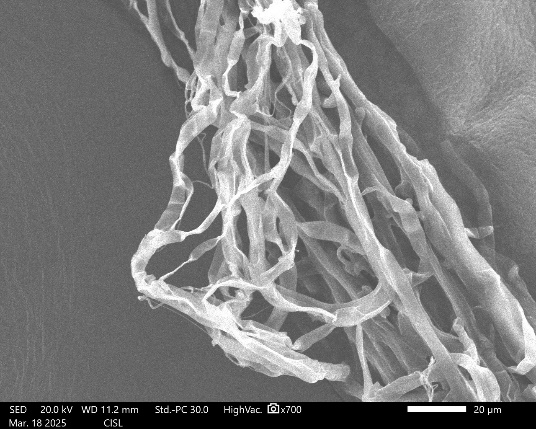 SED 20.0 kV WD 11.2 mm Std.-PC 30.0 HighVac. x700 20 µm
Mar. 18 2025 CISL